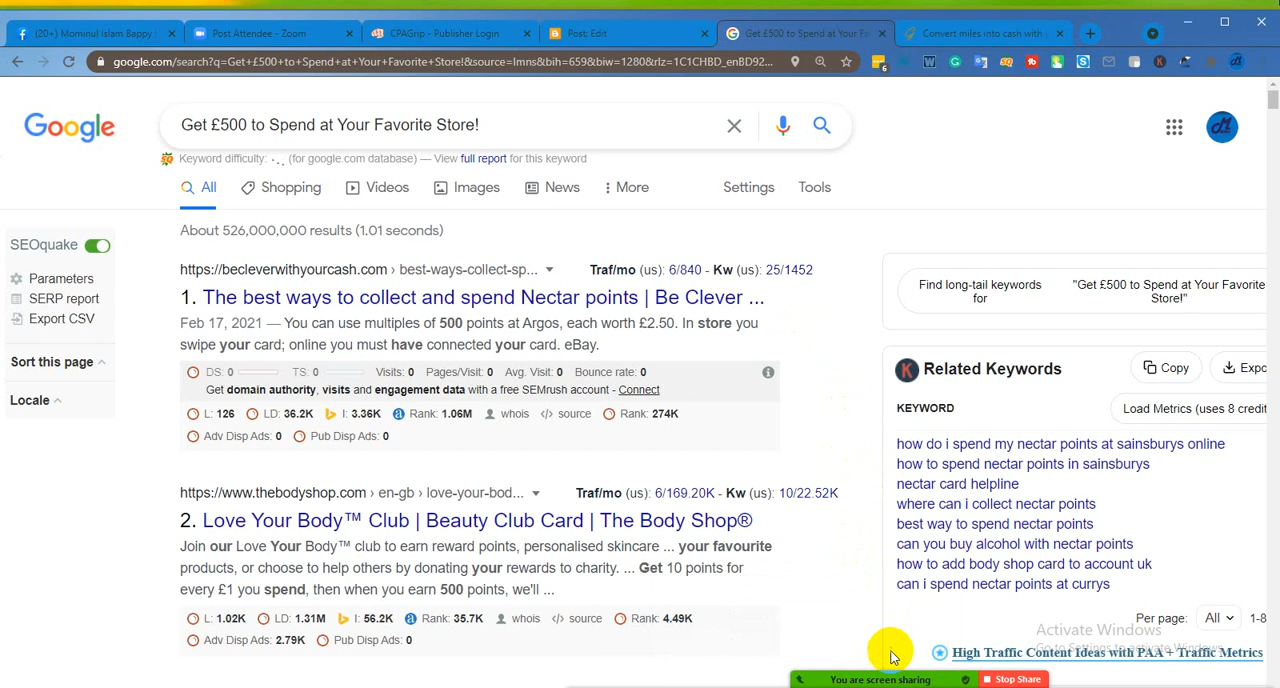 (20+) Mominul Islam Bappy
Post Attendee - Zoom
CPAGrip - Publisher Login
Post: Edit
Get £500 to Spend at Your Fa
Convert miles into cash with
google.com/search?q=Get+£500+to+Spend+at+Your+Favorite+Store!&source=lmns&bih=659&biw=1280&rlz=1C1CHBD_enBD92...
6
Google
Get £500 to Spend at Your Favorite Store!
Keyword difficulty: (for google.com database) — View full report for this keyword
All
Shopping
Videos
Images
News
More
Settings
Tools
About 526,000,000 results (1.01 seconds)
SEOquake
Parameters
SERP report
Export CSV
Sort this page
Locale
https://becleverwithyourcash.com › best-ways-collect-sp...
Traf/mo (us): 6/840 - Kw (us): 25/1452
1. The best ways to collect and spend Nectar points | Be Clever ...
Feb 17, 2021 — You can use multiples of 500 points at Argos, each worth £2.50. In store you
swipe your card; online you must have connected your card. eBay.
DS: 0 TS: 0 Visits: 0 Pages/Visit: 0 Avg. Visit: 0 Bounce rate: 0
Get domain authority, visits and engagement data with a free SEMrush account - Connect
L: 126 LD: 36.2K I: 3.36K Rank: 1.06M whois source Rank: 274K
Adv Disp Ads: 0 Pub Disp Ads: 0
https://www.thebodyshop.com › en-gb › love-your-bod...
Traf/mo (us): 6/169.20K - Kw (us): 10/22.52K
2. Love Your Body™ Club | Beauty Club Card | The Body Shop®
Join our Love Your Body™ club to earn reward points, personalised skincare ... your favourite
products, or choose to help others by donating your rewards to charity. ... Get 10 points for
every £1 you spend, then when you earn 500 points, we'll ...
L: 1.02K LD: 1.31M I: 56.2K Rank: 35.7K whois source Rank: 4.49K
Adv Disp Ads: 2.79K Pub Disp Ads: 0
Find long-tail keywords
for
"Get £500 to Spend at Your Favorite
Store!"
K
Related Keywords
Copy
Expo
KEYWORD
Load Metrics (uses 8 credit
how do i spend my nectar points at sainsburys online
how to spend nectar points in sainsburys
nectar card helpline
where can i collect nectar points
best way to spend nectar points
can you buy alcohol with nectar points
how to add body shop card to account uk
can i spend nectar points at currys
Per page: All 1-8
Activate Windows
Go to Settings to activate Windows.
High Traffic Content Ideas with PAA + Traffic Metrics
You are screen sharing
Stop Share